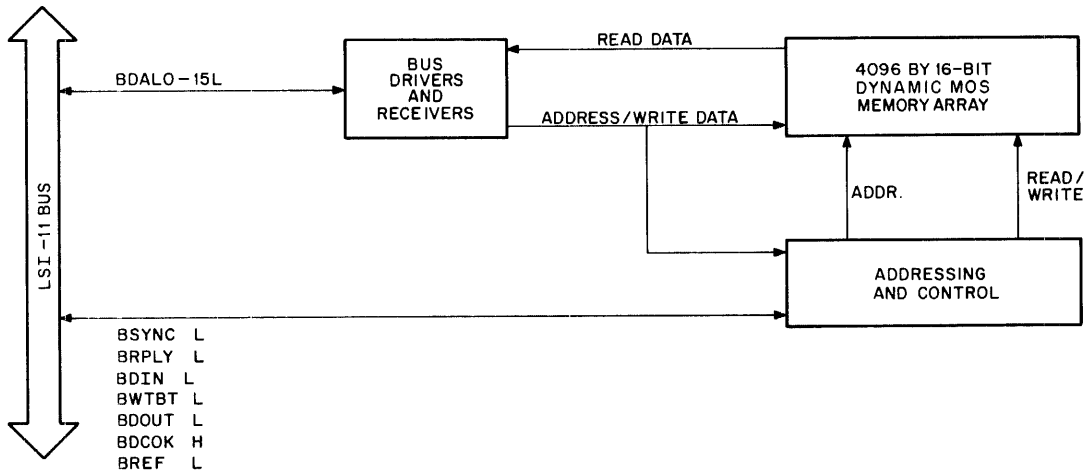 READ DATA
BDAL0-15L
BUS
DRIVERS
AND
RECEIVERS
4096 BY 16-BIT
DYNAMIC MOS
MEMORY ARRAY
ADDRESS/WRITE DATA
LSI-11 BUS
ADDR.
READ/
WRITE
ADDRESSING
AND CONTROL
BSYNC L
BRPLY L
BDIN L
BWTBT L
BDOUT L
BDCOK H
BREF L